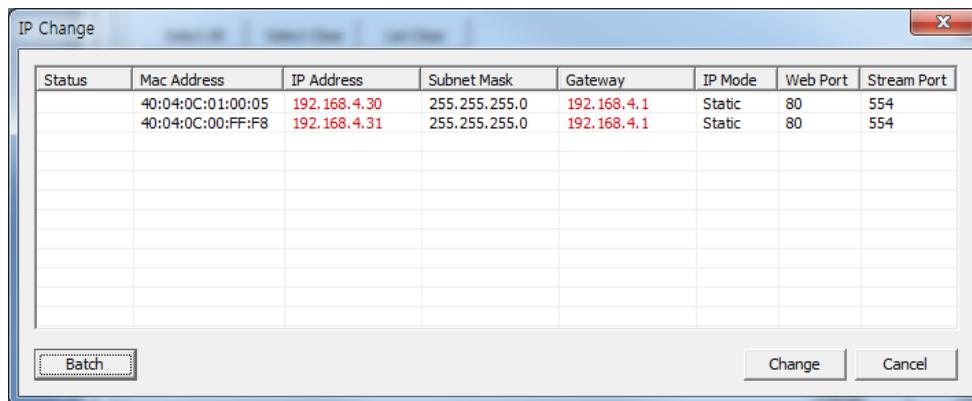 IP Change
Status Mac Address IP Address Subnet Mask Gateway IP Mode Web Port Stream Port
40:04:0C:01:00:05 192.168.4.30 255.255.255.0 192.168.4.1 Static 80 554
40:04:0C:00:FF:F8 192.168.4.31 255.255.255.0 192.168.4.1 Static 80 554
Batch Change Cancel